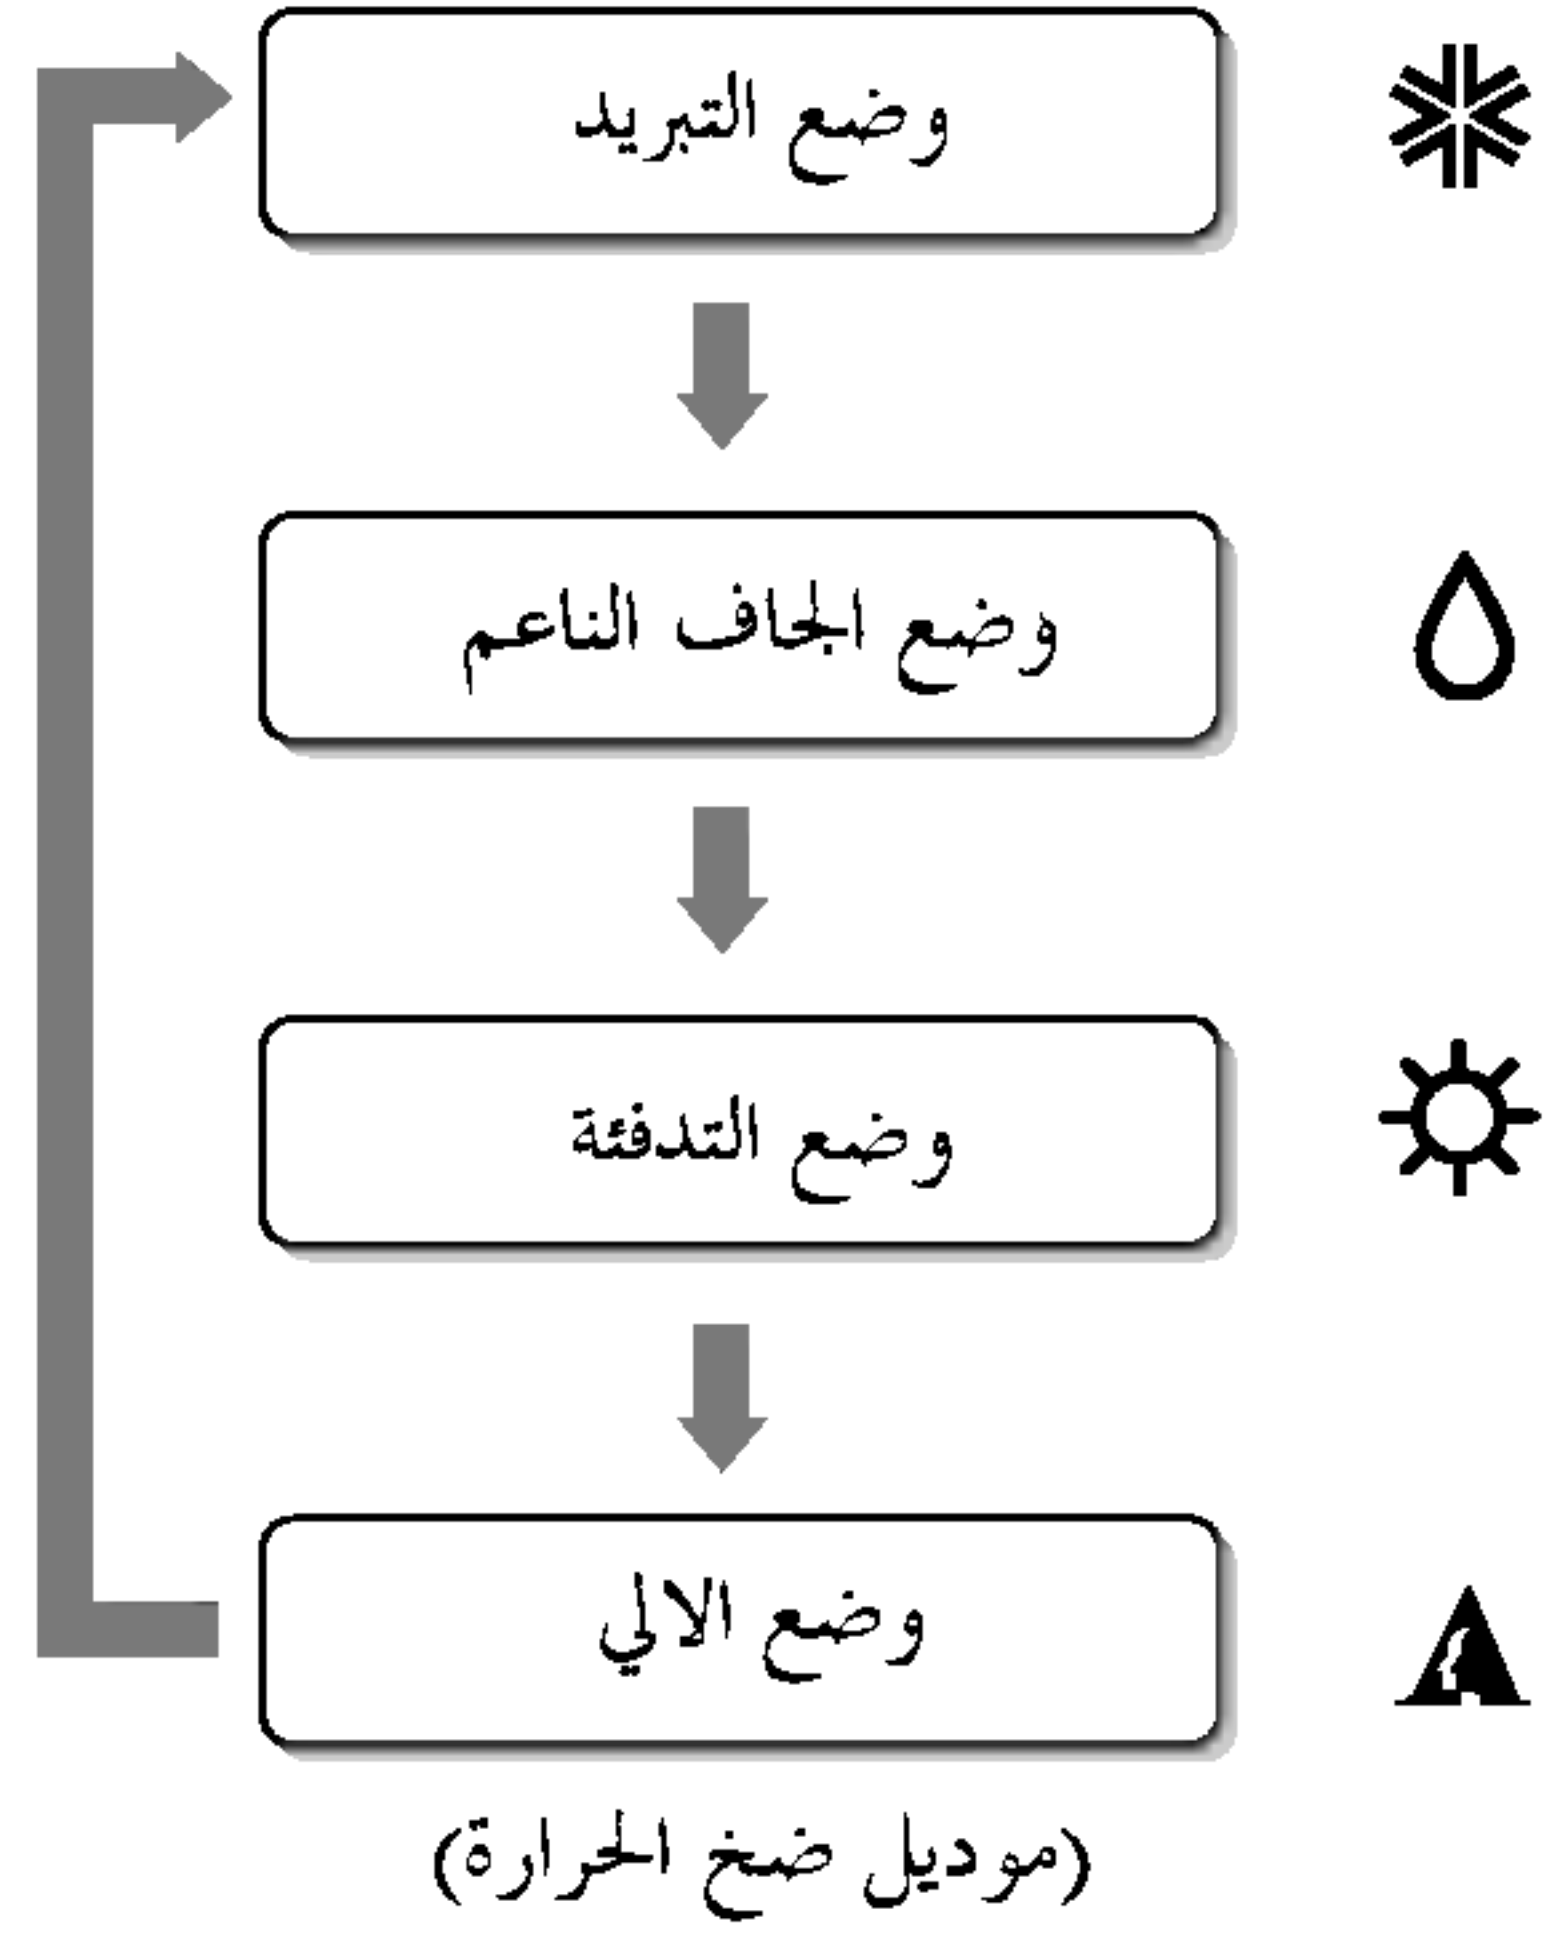 وضع التبريد
وضع الجاف الناعم
وضع التدفئة
وضع الالي
(موديل ضخ الحرارة)